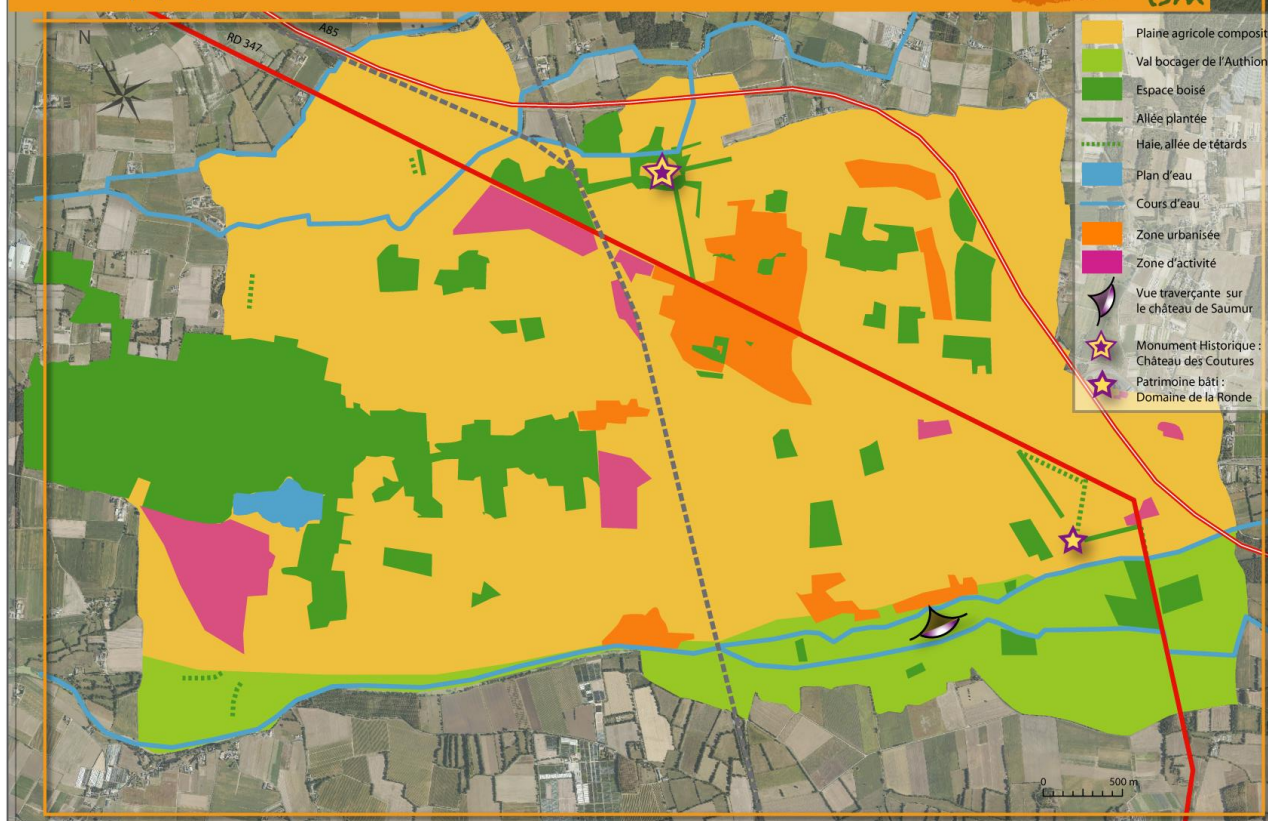 N
RD 347
A85
Plaine agricole composit
Val bocager de l'Authion
Espace boisé
Allée plantée
Haie, allée de tétards
Plan d'eau
Cours d'eau
Zone urbanisée
Zone d'activité
Vue traverçante sur
le château de Saumur
Monument Historique :
Château des Coutures
Patrimoine bâti :
Domaine de la Ronde
0 500 m